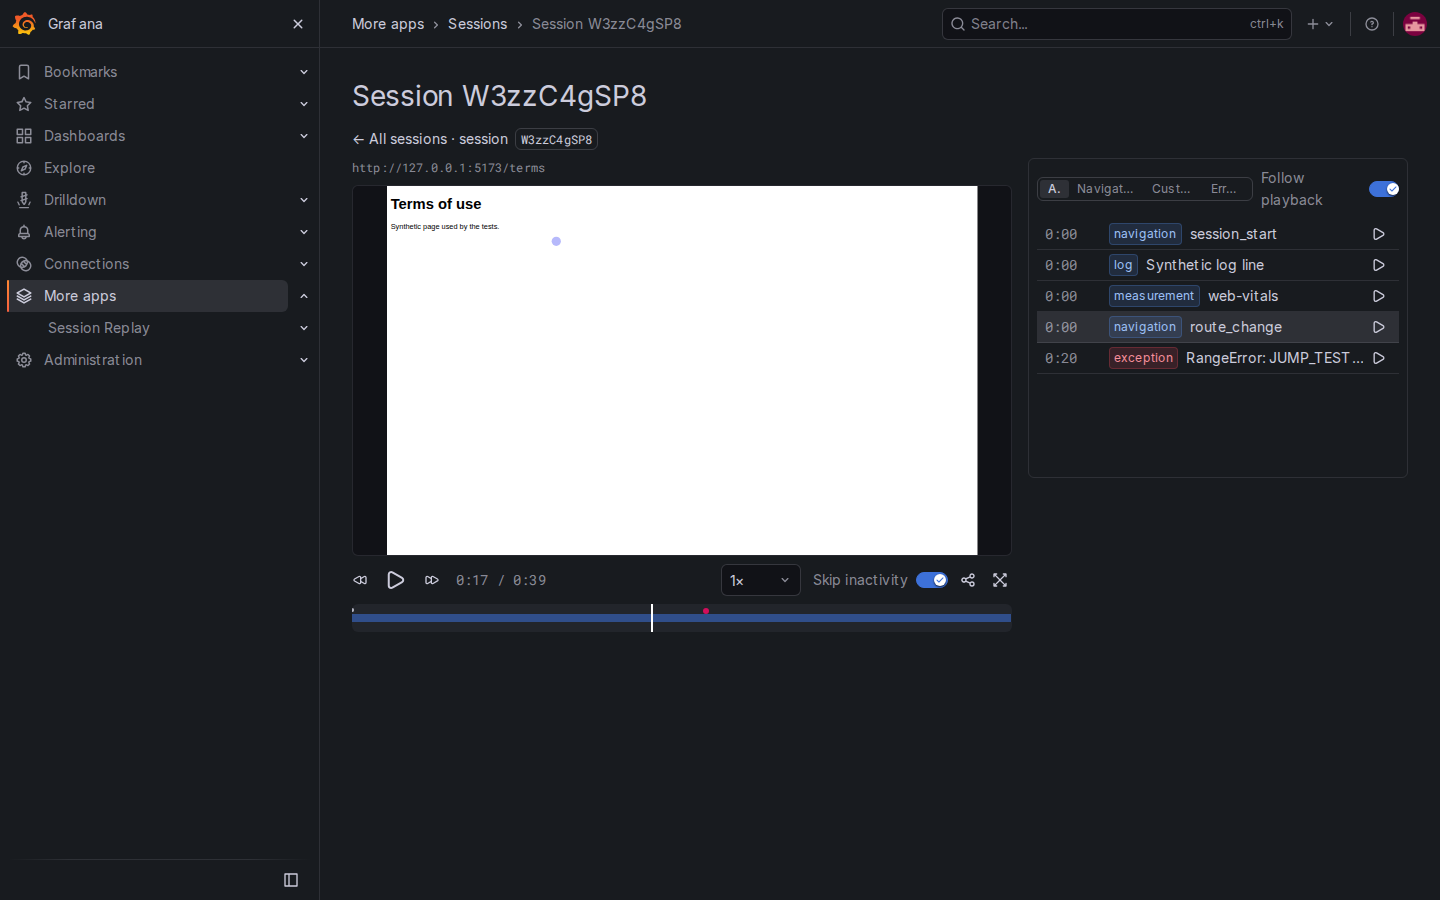 Grafana
More apps › Sessions › Session W3zzC4gSP8
Search...
ctrl+k
Bookmarks
Starred
Dashboards
Explore
Drilldown
Alerting
Connections
More apps
Session Replay
Administration
Session W3zzC4gSP8
← All sessions · session W3zzC4gSP8
http://127.0.0.1:5173/terms
Terms of use
Synthetic page used by the tests.
0:17 / 0:39
1×
Skip inactivity
A.
Navigat...
Cust...
Err...
Follow
playback
0:00 navigation session_start
0:00 log Synthetic log line
0:00 measurement web-vitals
0:00 navigation route_change
0:20 exception RangeError: JUMP_TEST...